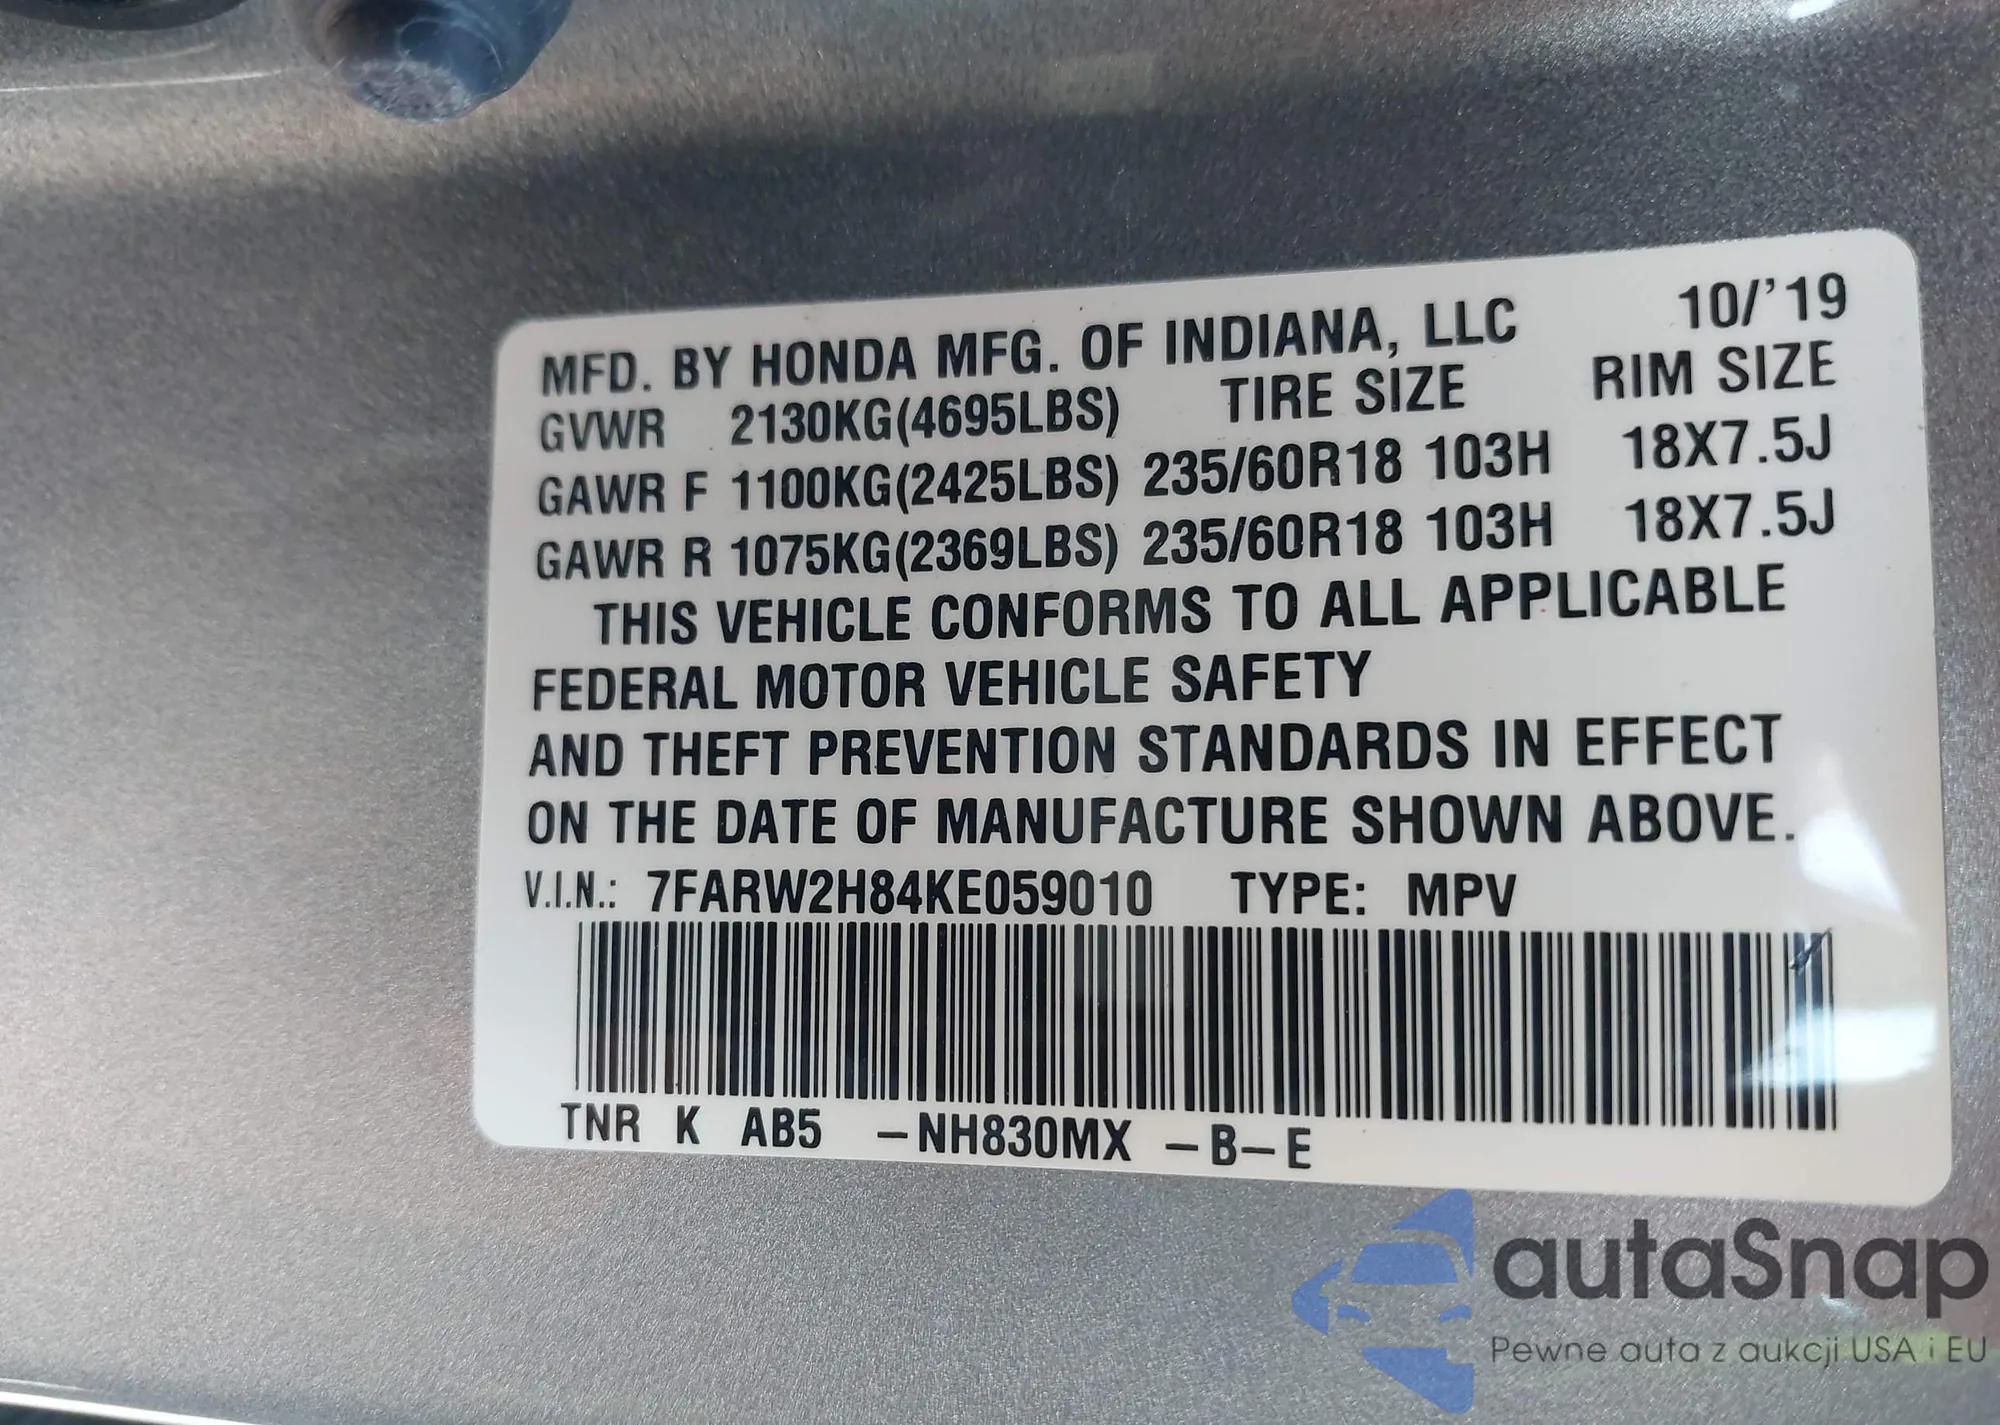 MFD. BY HONDA MFG. OF INDIANA, LLC 10/'19
GVWR 2130KG(4695LBS) TIRE SIZE RIM SIZE
GAWR F 1100KG(2425LBS) 235/60R18 103H 18X7.5J
GAWR R 1075KG(2369LBS) 235/60R18 103H 18X7.5J
THIS VEHICLE CONFORMS TO ALL APPLICABLE
FEDERAL MOTOR VEHICLE SAFETY
AND THEFT PREVENTION STANDARDS IN EFFECT
ON THE DATE OF MANUFACTURE SHOWN ABOVE.
V.I.N.: 7FARW2H84KE059010 TYPE: MPV
TNR K AB5 –NH830MX –B–E
autaSnap
Pewne auta z aukcji USA i EU